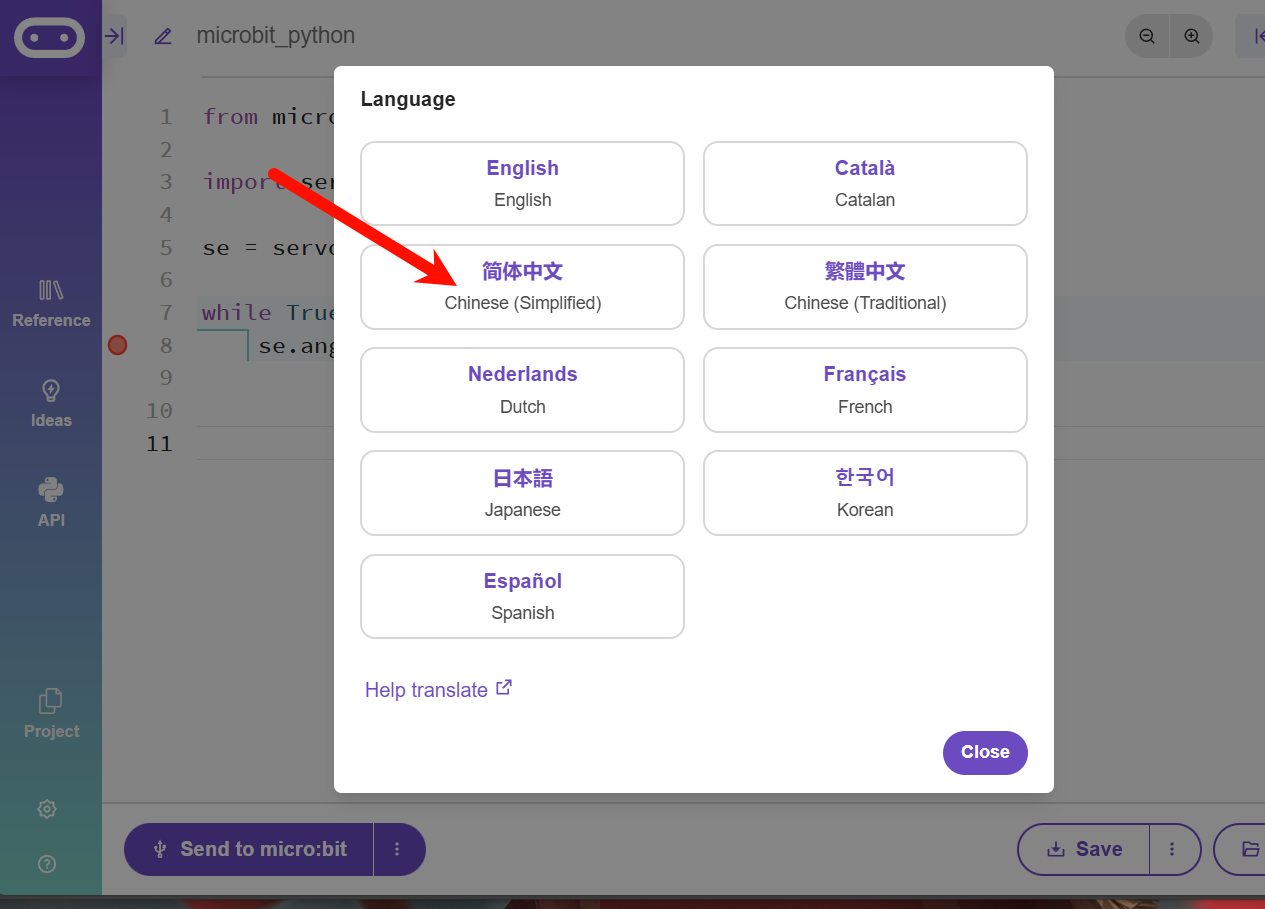 microbit_python
Language
1 from micro
2
3 import ser
4
5 se = servo
6
7 while True
8 se.ang
9
10
11
English
English
Català
Catalan
简体中文
Chinese (Simplified)
繁體中文
Chinese (Traditional)
Nederlands
Dutch
Français
French
日本語
Japanese
한국어
Korean
Español
Spanish
Help translate
Close
Reference
Ideas
API
Project
Send to micro:bit
Save